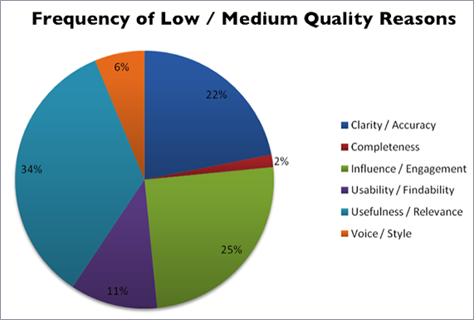 Frequency of Low / Medium Quality Reasons
6%
22%
Clarity / Accuracy
Completeness
2%
Influence / Engagement
34%
Usability / Findability
Usefulness / Relevance
Voice / Style
25%
11%